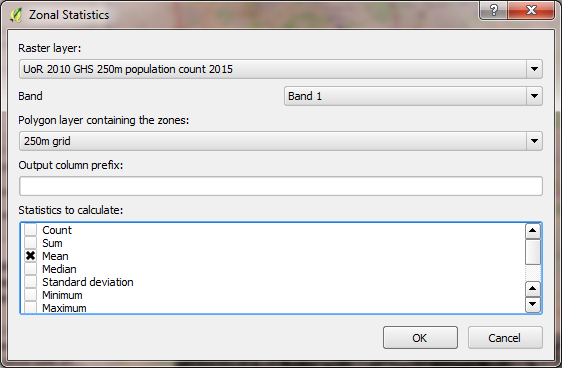 Zonal Statistics
Raster layer:
UoR 2010 GHS 250m population count 2015
Band
Band 1
Polygon layer containing the zones:
250m grid
Output column prefix:
Statistics to calculate:
Count
Sum
Mean
Median
Standard deviation
Minimum
Maximum
OK
Cancel